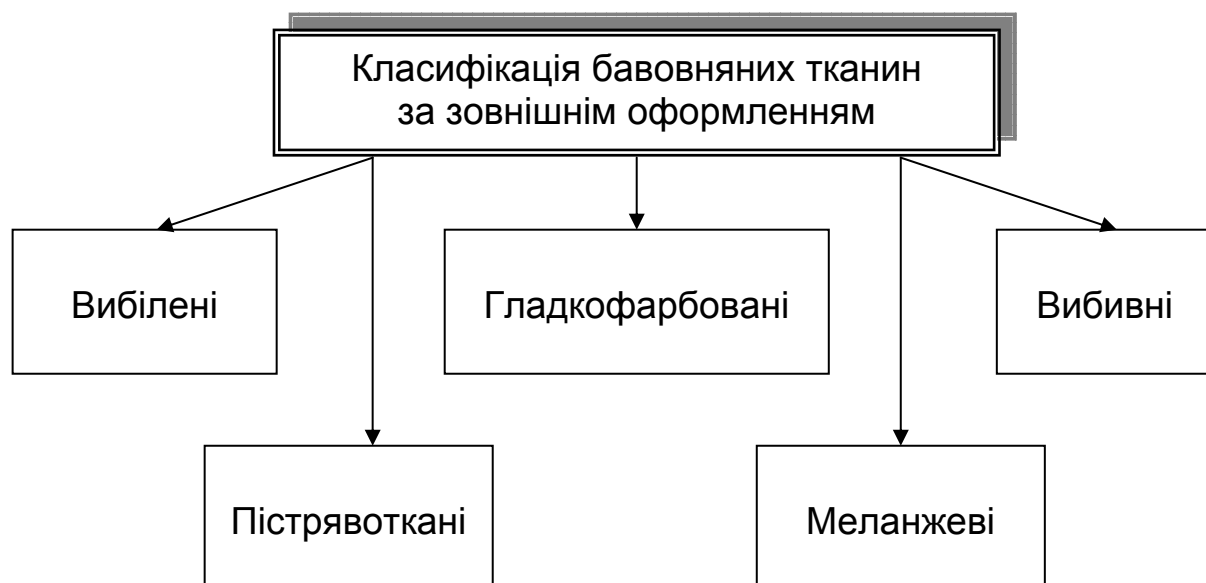 Класифікація бавовняних тканин
за зовнішнім оформленням
Вибілені
Гладкофарбовані
Вибивні
Пістрявоткані
Меланжеві